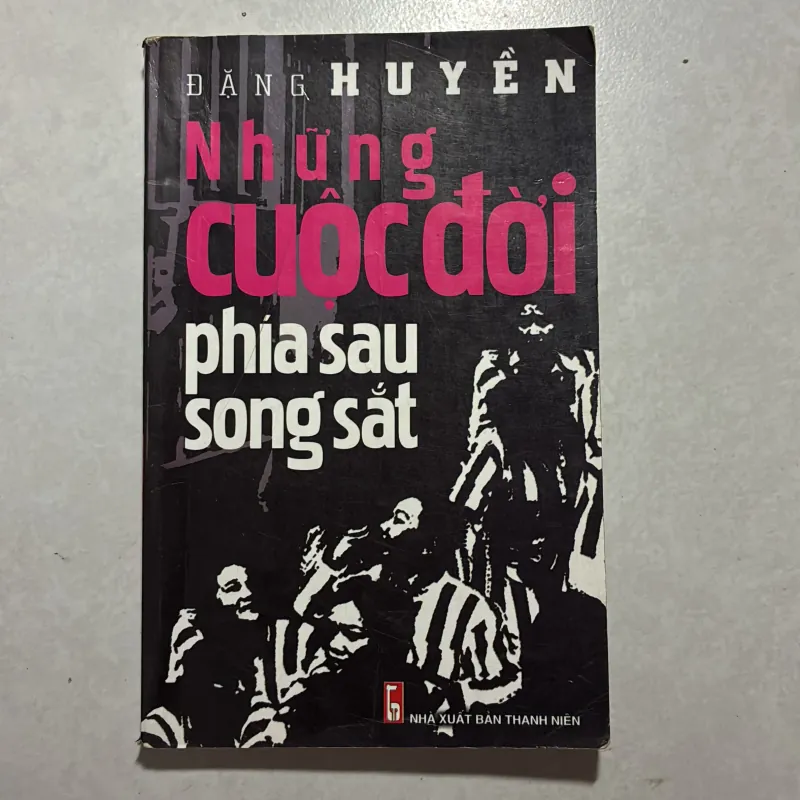 ĐẶNG HUYỀN
Những
cuộc đời
phía sau
song sắt
NHÀ XUẤT BẢN THANH NIÊN